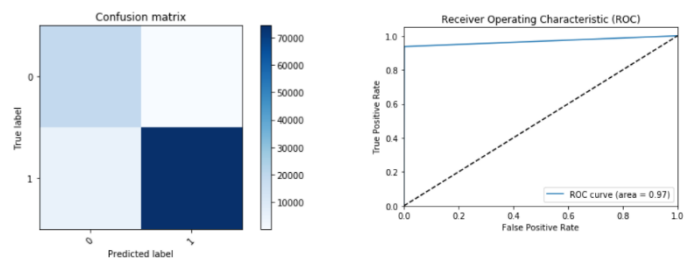 Confusion matrix
0
1
True label
0
1
Predicted label
70000
60000
50000
40000
30000
20000
10000
Receiver Operating Characteristic (ROC)
1.0
0.8
0.6
0.4
0.2
0.0
True Positive Rate
ROC curve (area = 0.97)
0.0 0.2 0.4 0.6 0.8 1.0
False Positive Rate